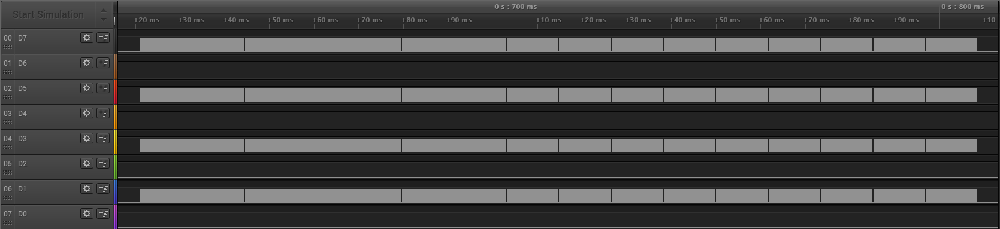 Start Simulation
0 s : 700 ms 0 s : 800 ms
+20 ms +30 ms +40 ms +50 ms +60 ms +70 ms +80 ms +90 ms +10 ms +20 ms +30 ms +40 ms +50 ms +60 ms +70 ms +80 ms +90 ms +10
00 D7
01 D6
02 D5
03 D4
04 D3
05 D2
06 D1
07 D0